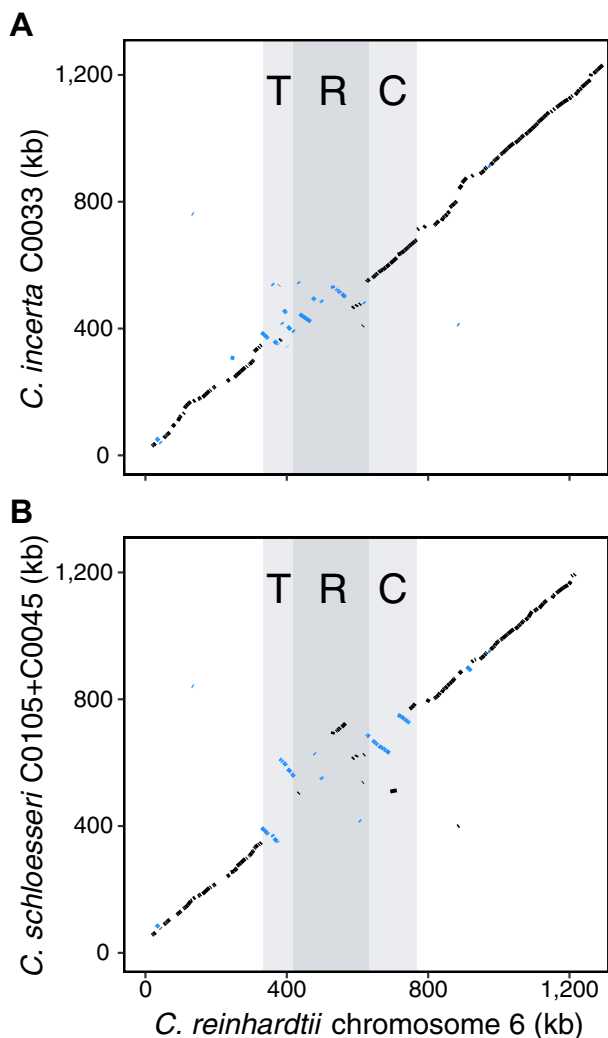 A
1,200
800
400
0
C. incerta C0033 (kb)
T R C
B
1,200
800
400
0
C. schloesseri C0105+C0045 (kb)
T R C
0 400 800 1,200
C. reinhardtii chromosome 6 (kb)